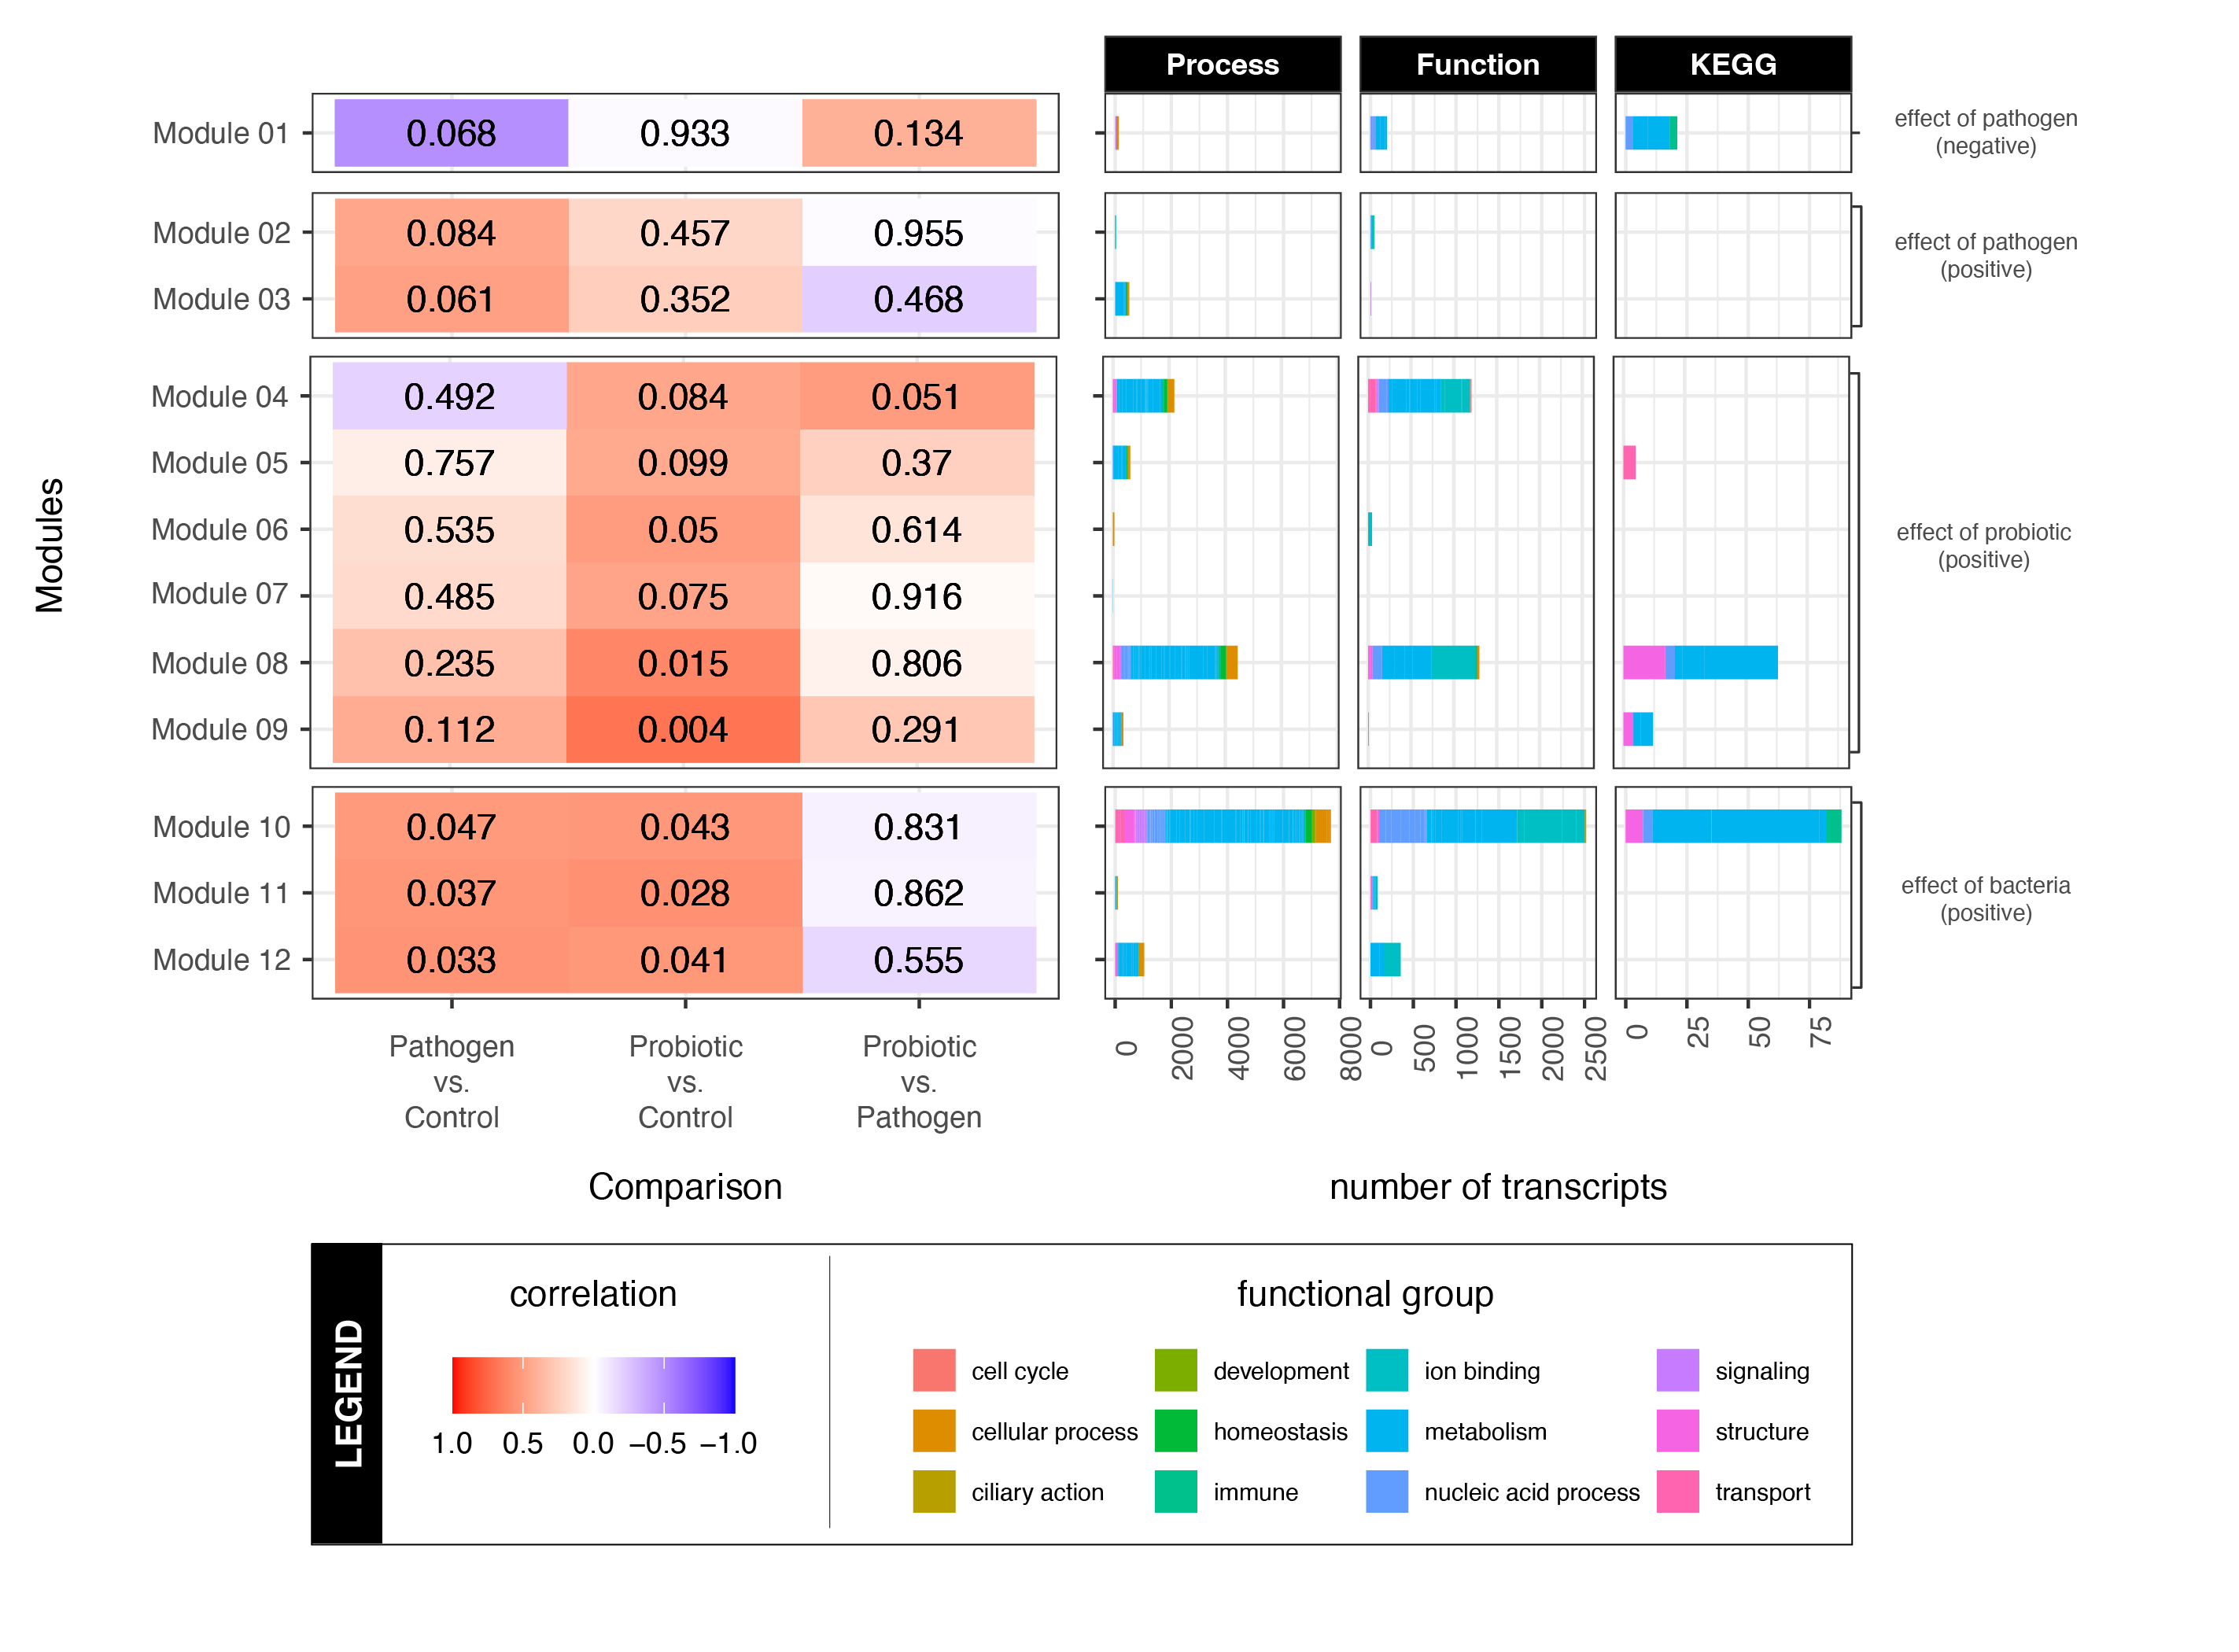 Process Function KEGG
Module 01 0.068 0.933 0.134
effect of pathogen
(negative)
Module 02 0.084 0.457 0.955
Module 03 0.061 0.352 0.468
effect of pathogen
(positive)
Modules
Module 04 0.492 0.084 0.051
Module 05 0.757 0.099 0.37
Module 06 0.535 0.05 0.614
Module 07 0.485 0.075 0.916
Module 08 0.235 0.015 0.806
Module 09 0.112 0.004 0.291
effect of probiotic
(positive)
Module 10 0.047 0.043 0.831
Module 11 0.037 0.028 0.862
Module 12 0.033 0.041 0.555
effect of bacteria
(positive)
Pathogen
vs.
Control
Probiotic
vs.
Control
Probiotic
vs.
Pathogen
0 2000 4000 6000 8000
0 500 1000 1500 2000 2500
0 25 50 75
Comparison
number of transcripts
LEGEND
correlation
1.0 0.5 0.0 −0.5 −1.0
functional group
cell cycle development ion binding signaling
cellular process homeostasis metabolism structure
ciliary action immune nucleic acid process transport